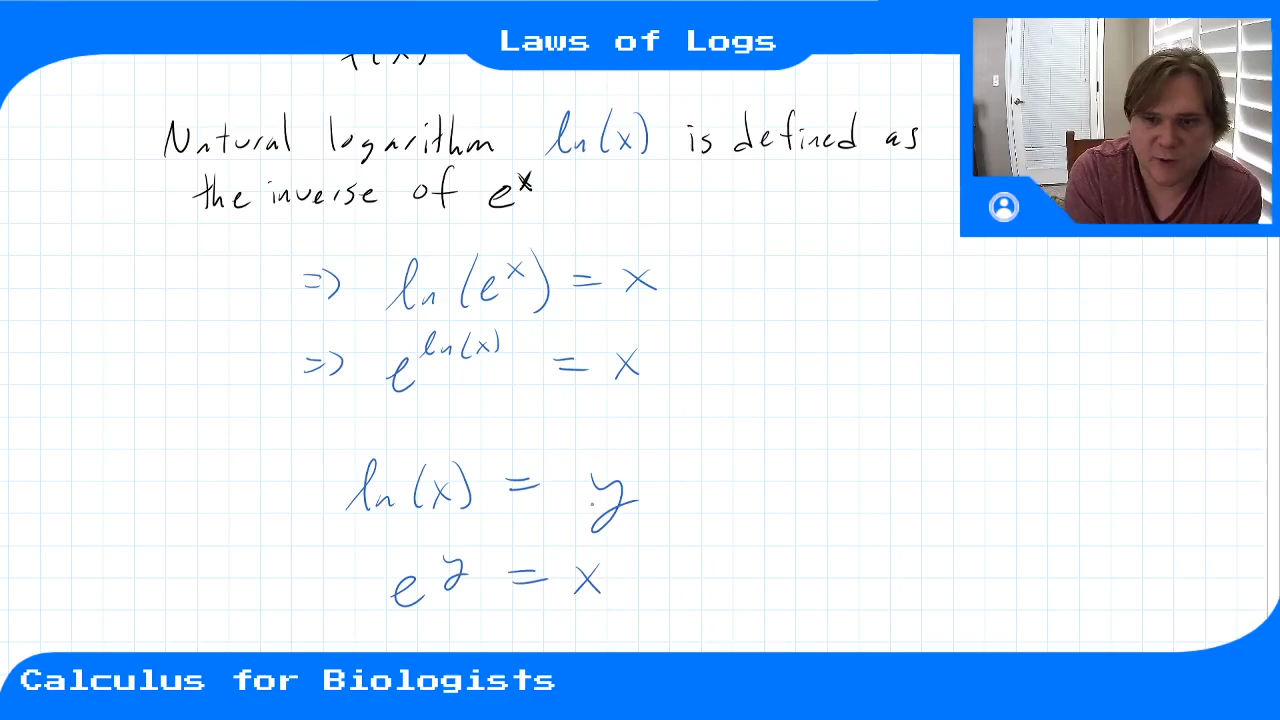 Laws of Logs
Natural logarithm ln(x) is defined as
the inverse of e^x
=> ln(e^x) = x
=> e^ln(x) = x
ln(x) = y
e^y = x
Calculus for Biologists